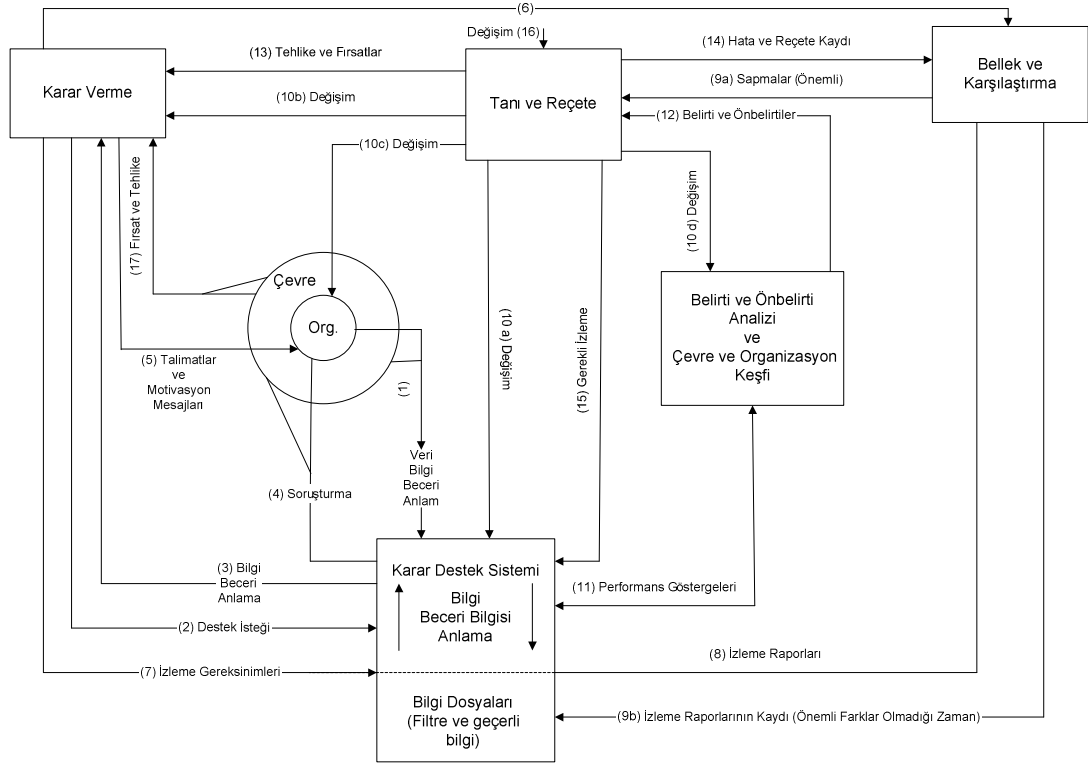 (6)
Değişim (16)
(13) Tehlike ve Fırsatlar
(14) Hata ve Reçete Kaydı
Karar Verme
Tanı ve Reçete
Bellek ve
Karşılaştırma
(9a) Sapmalar (Önemli)
(10b) Değişim
(12) Belirti ve Önbelirtiler
(10c) Değişim
(17) Fırsat ve Tehlike
(10 d) Değişim
Çevre
Org.
Belirti ve Önbelirti
Analizi
ve
Çevre ve Organizasyon
Keşfi
(5) Talimatlar
ve
Motivasyon
Mesajları
(1)
(10 a) Değişim
(15) Gerekli İzleme
Veri
Bilgi
Beceri
Anlam
(4) Soruşturma
(3) Bilgi
Beceri
Anlama
Karar Destek Sistemi
Bilgi
Beceri Bilgisi
Anlama
(11) Performans Göstergeleri
(2) Destek İsteği
(8) İzleme Raporları
(7) İzleme Gereksinimleri
Bilgi Dosyaları
(Filtre ve geçerli
bilgi)
(9b) İzleme Raporlarının Kaydı (Önemli Farklar Olmadığı Zaman)